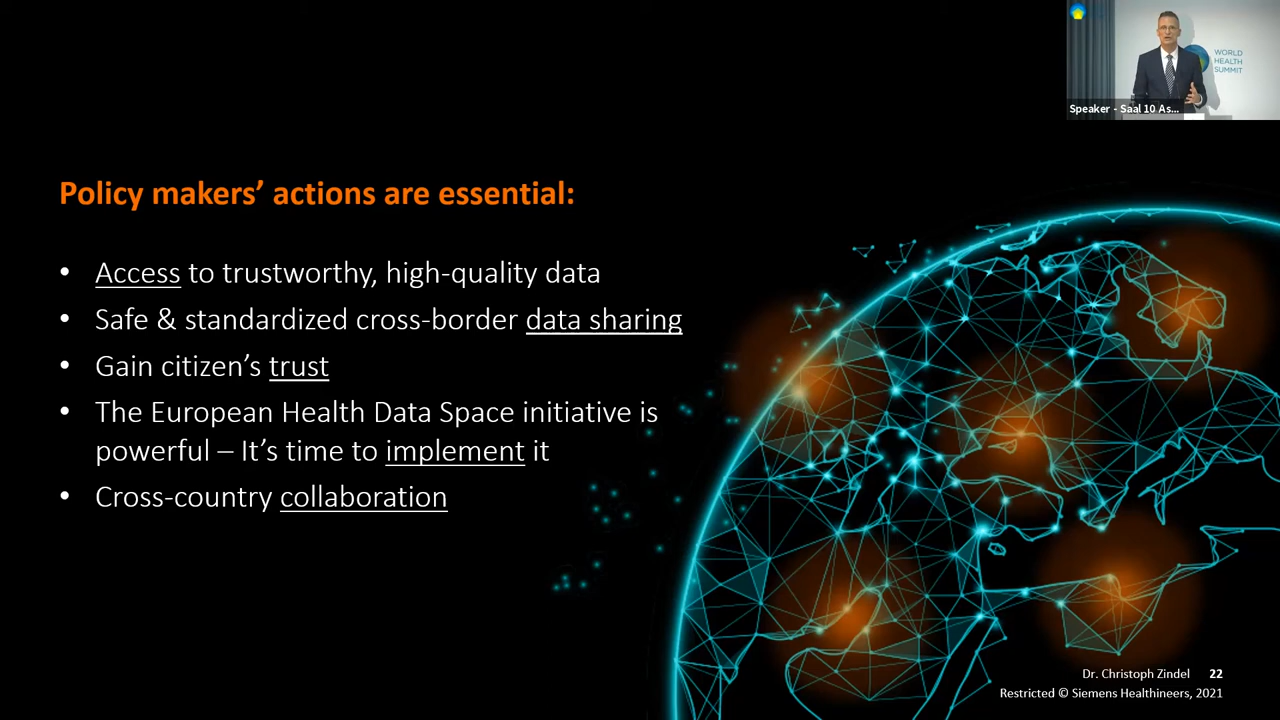 WORLD
HEALTH
SUMMIT
Speaker - Saal 10 As...
Policy makers’ actions are essential:
• Access to trustworthy, high-quality data
• Safe & standardized cross-border data sharing
• Gain citizen’s trust
• The European Health Data Space initiative is
powerful – It’s time to implement it
• Cross-country collaboration
Dr. Christoph Zindel 22
Restricted © Siemens Healthineers, 2021